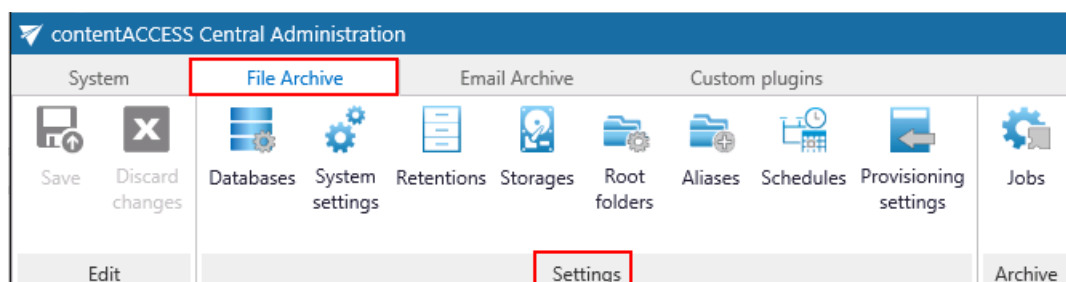 contentACCESS Central Administration
System File Archive Email Archive Custom plugins
Save Discard changes Databases System settings Retentions Storages Root folders Aliases Schedules Provisioning settings Jobs
Edit Settings Archive